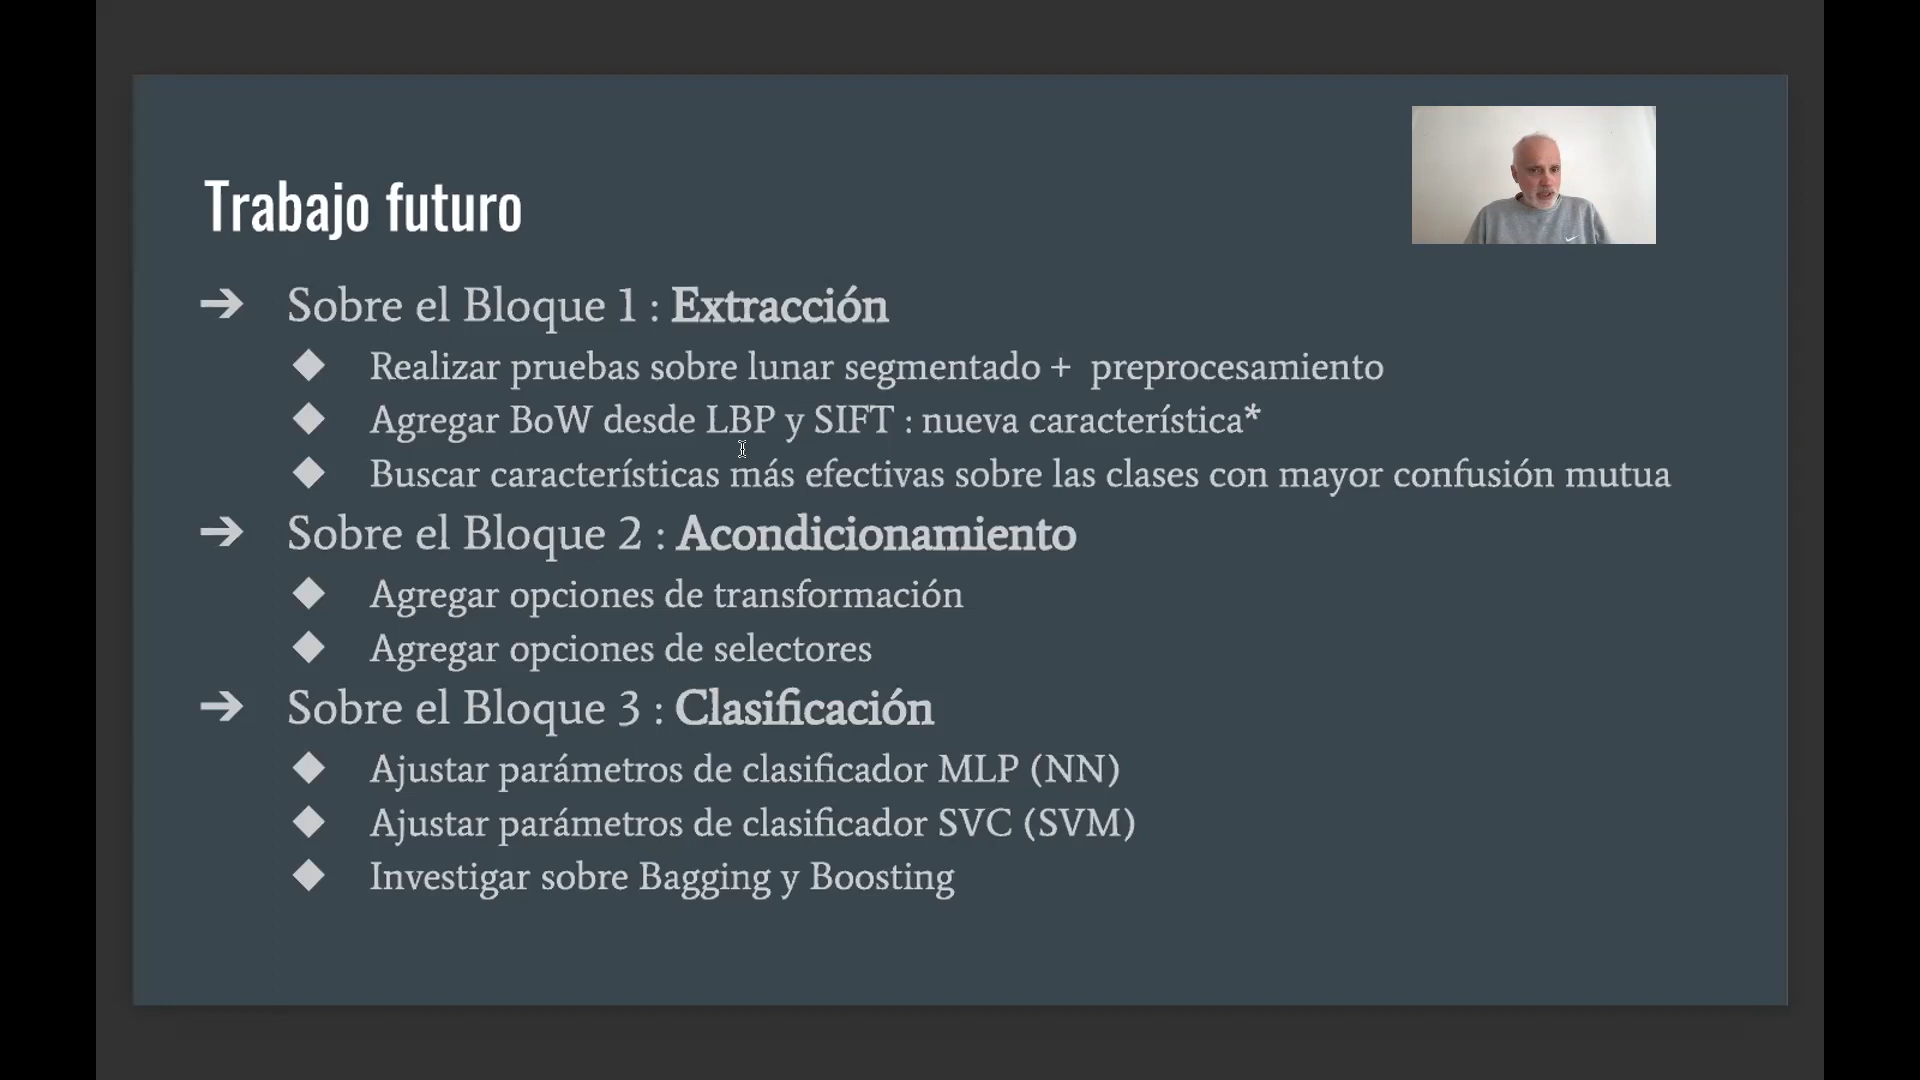 Trabajo futuro
➔ Sobre el Bloque 1 : Extracción
◆ Realizar pruebas sobre lunar segmentado + preprocesamiento
◆ Agregar BoW desde LBP y SIFT : nueva característica*
◆ Buscar características más efectivas sobre las clases con mayor confusión mutua
➔ Sobre el Bloque 2 : Acondicionamiento
◆ Agregar opciones de transformación
◆ Agregar opciones de selectores
➔ Sobre el Bloque 3 : Clasificación
◆ Ajustar parámetros de clasificador MLP (NN)
◆ Ajustar parámetros de clasificador SVC (SVM)
◆ Investigar sobre Bagging y Boosting